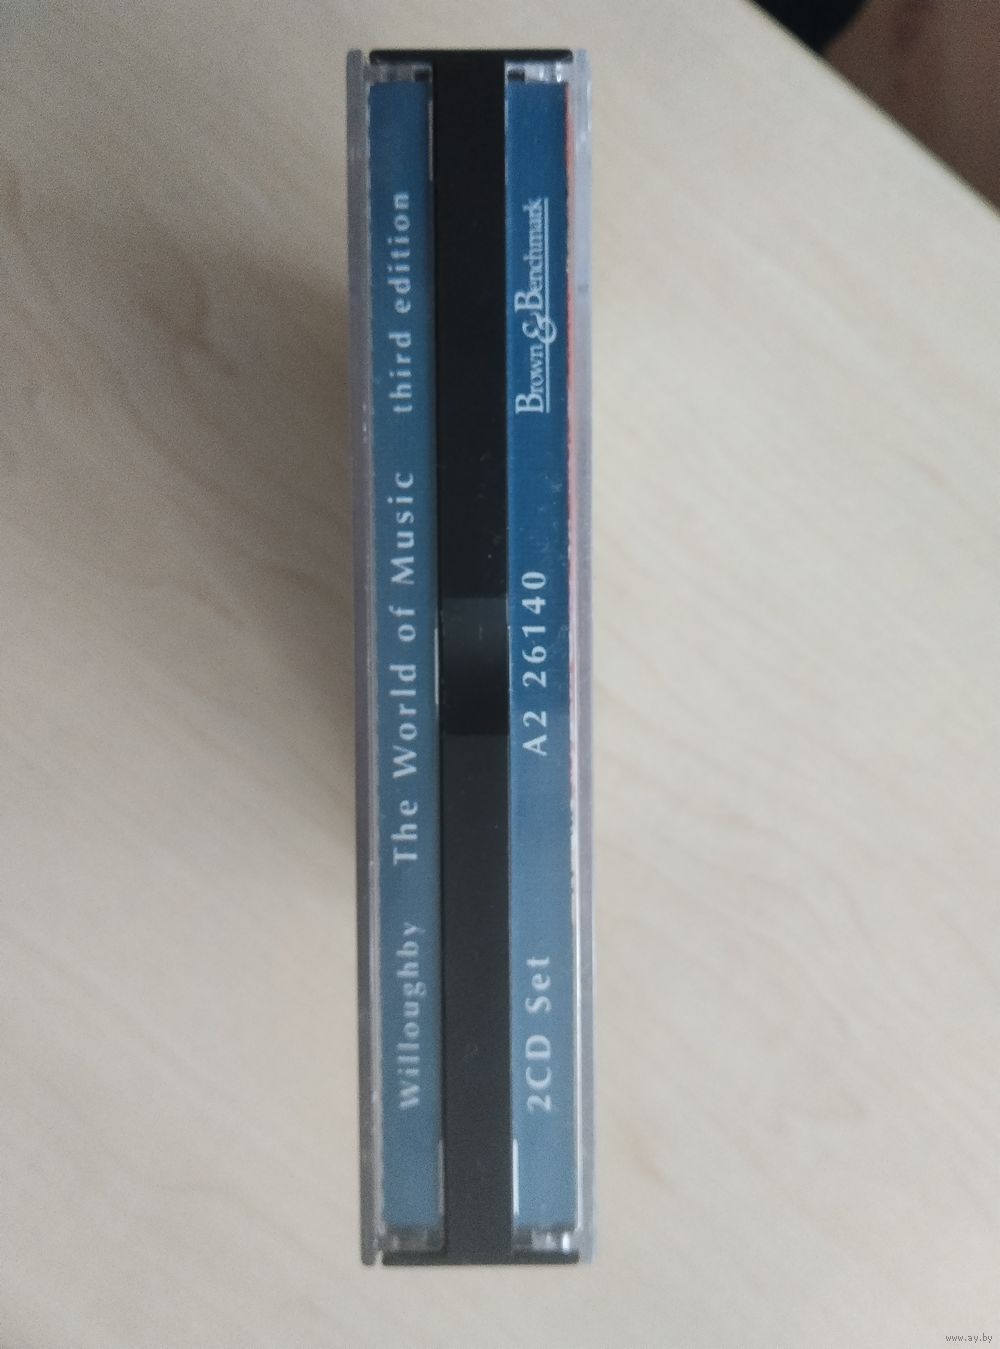 Willoughby The World of Music third edition
2CD Set A2 26140 Brown & Benchmark
www.ay.by